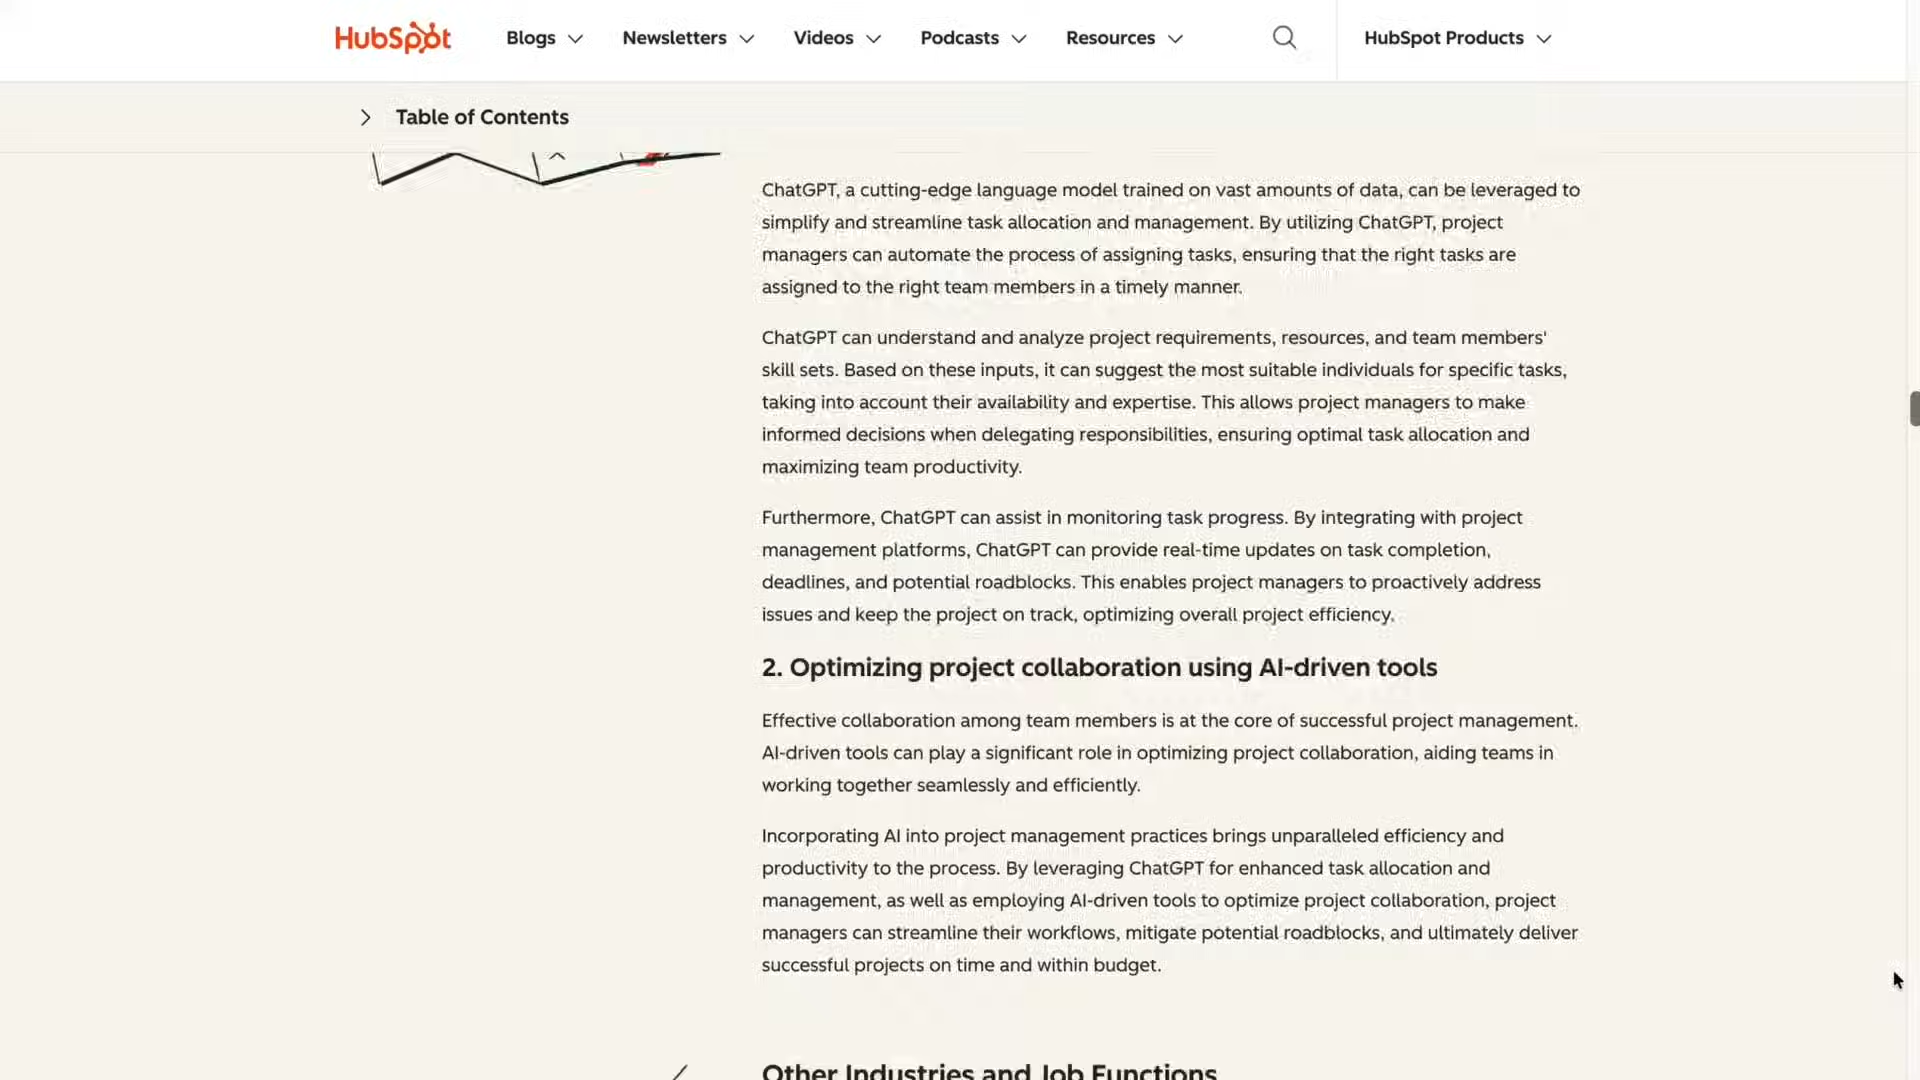 HubSpot Blogs Newsletters Videos Podcasts Resources HubSpot Products
Table of Contents
ChatGPT, a cutting-edge language model trained on vast amounts of data, can be leveraged to
simplify and streamline task allocation and management. By utilizing ChatGPT, project
managers can automate the process of assigning tasks, ensuring that the right tasks are
assigned to the right team members in a timely manner.
ChatGPT can understand and analyze project requirements, resources, and team members'
skill sets. Based on these inputs, it can suggest the most suitable individuals for specific tasks,
taking into account their availability and expertise. This allows project managers to make
informed decisions when delegating responsibilities, ensuring optimal task allocation and
maximizing team productivity.
Furthermore, ChatGPT can assist in monitoring task progress. By integrating with project
management platforms, ChatGPT can provide real-time updates on task completion,
deadlines, and potential roadblocks. This enables project managers to proactively address
issues and keep the project on track, optimizing overall project efficiency.
2. Optimizing project collaboration using AI-driven tools
Effective collaboration among team members is at the core of successful project management.
AI-driven tools can play a significant role in optimizing project collaboration, aiding teams in
working together seamlessly and efficiently.
Incorporating AI into project management practices brings unparalleled efficiency and
productivity to the process. By leveraging ChatGPT for enhanced task allocation and
management, as well as employing AI-driven tools to optimize project collaboration, project
managers can streamline their workflows, mitigate potential roadblocks, and ultimately deliver
successful projects on time and within budget.
Other Industries and Job Functions